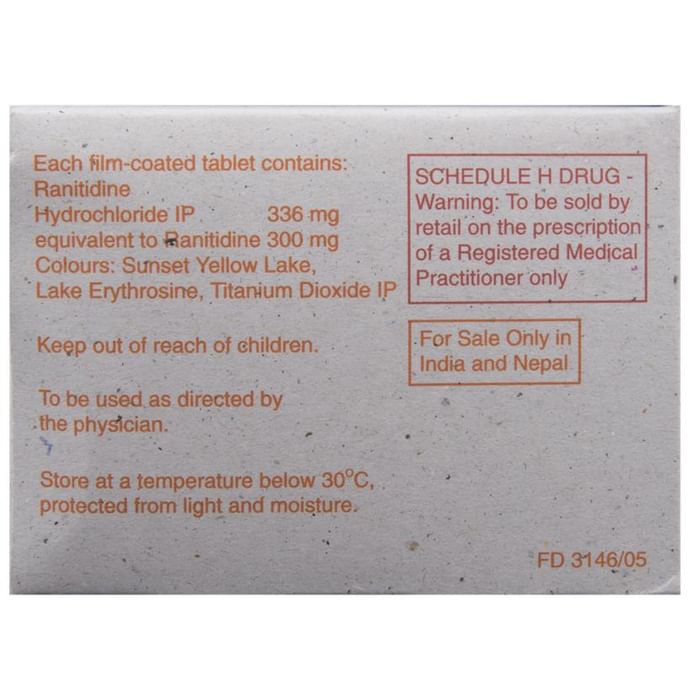 Each film-coated tablet contains:
Ranitidine
Hydrochloride IP 336 mg
equivalent to Ranitidine 300 mg
Colours: Sunset Yellow Lake,
Lake Erythrosine, Titanium Dioxide IP
Keep out of reach of children.
To be used as directed by
the physician.
Store at a temperature below 30°C,
protected from light and moisture.
SCHEDULE H DRUG -
Warning: To be sold by
retail on the prescription
of a Registered Medical
Practitioner only
For Sale Only in
India and Nepal
FD 3146/05